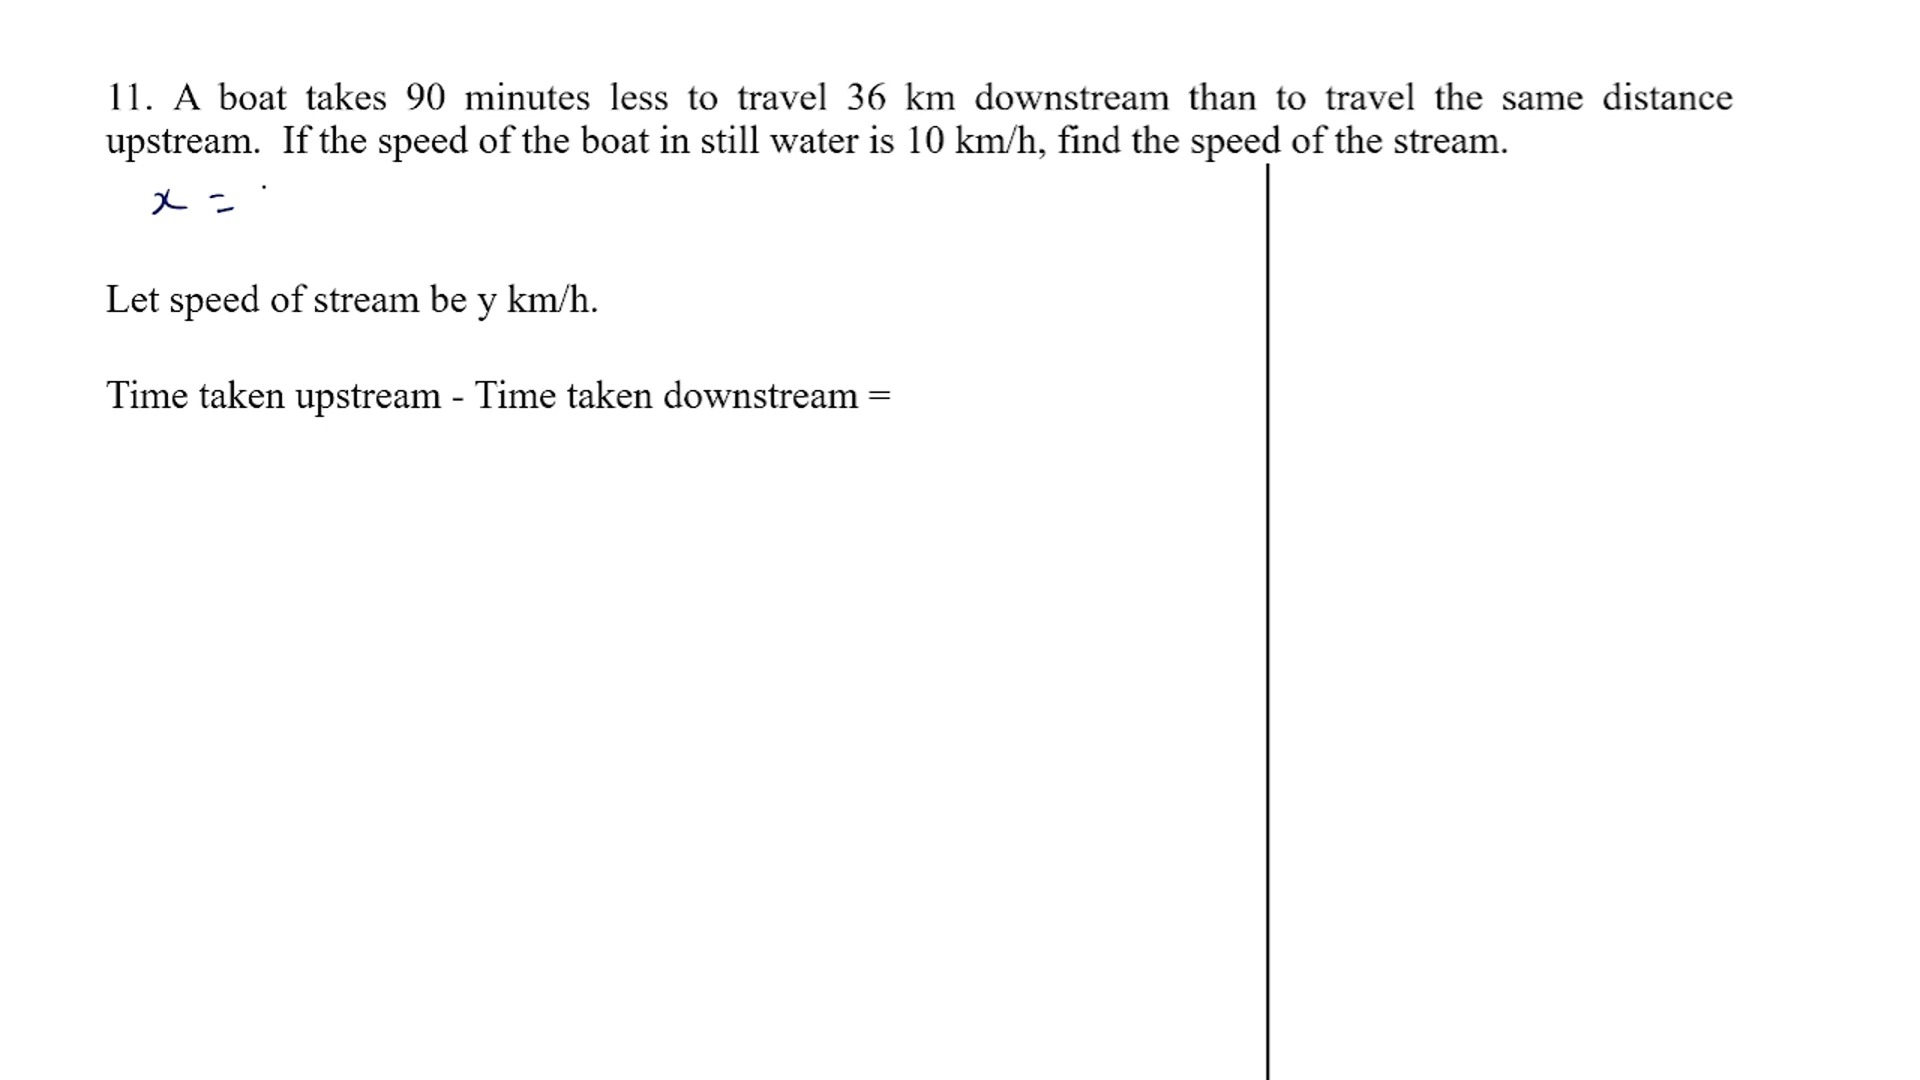 11. A boat takes 90 minutes less to travel 36 km downstream than to travel the same distance
upstream. If the speed of the boat in still water is 10 km/h, find the speed of the stream.
x =
Let speed of stream be y km/h.
Time taken upstream - Time taken downstream =